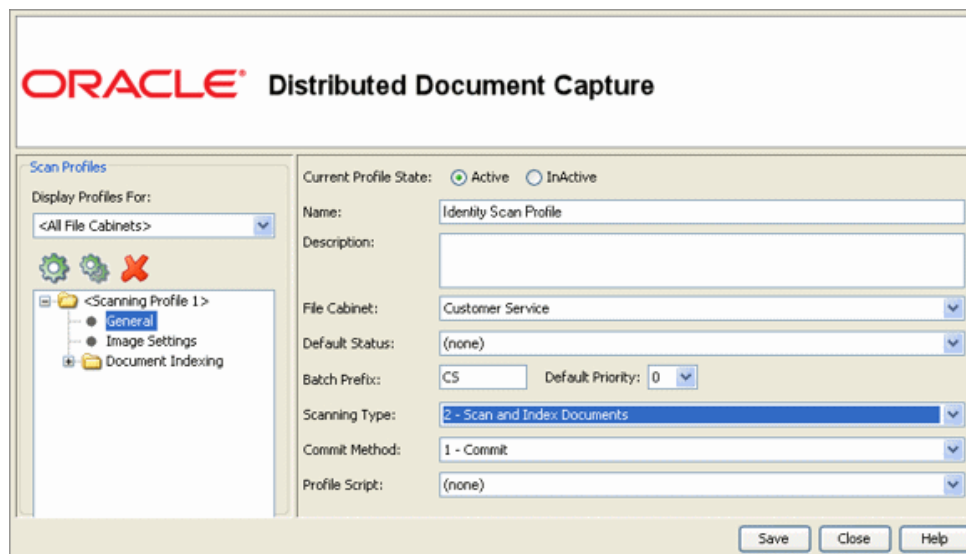 ORACLE® Distributed Document Capture
Scan Profiles
Display Profiles For:
<All File Cabinets>
<Scanning Profile 1>
General
Image Settings
Document Indexing
Current Profile State: Active InActive
Name: Identity Scan Profile
Description:
File Cabinet: Customer Service
Default Status: (none)
Batch Prefix: CS Default Priority: 0
Scanning Type: 2 - Scan and Index Documents
Commit Method: 1 - Commit
Profile Script: (none)
Save Close Help